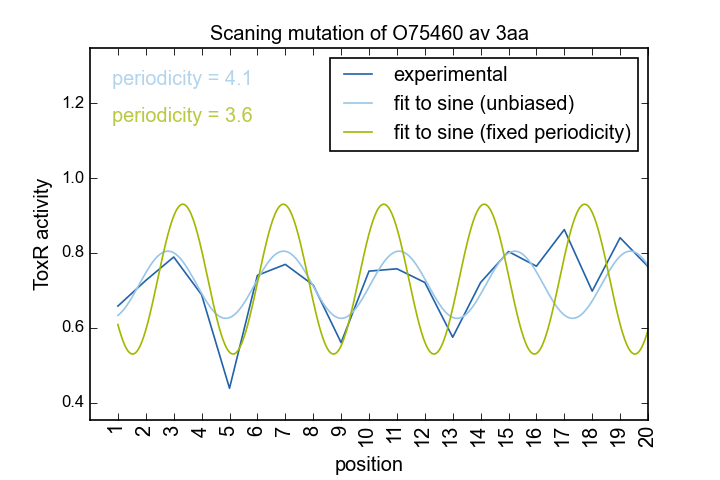 Scaning mutation of O75460 av 3aa
periodicity = 4.1
periodicity = 3.6
experimental
fit to sine (unbiased)
fit to sine (fixed periodicity)
ToxR activity
1.2
1.0
0.8
0.6
0.4
1 2 3 4 5 6 7 8 9 10 11 12 13 14 15 16 17 18 19 20
position